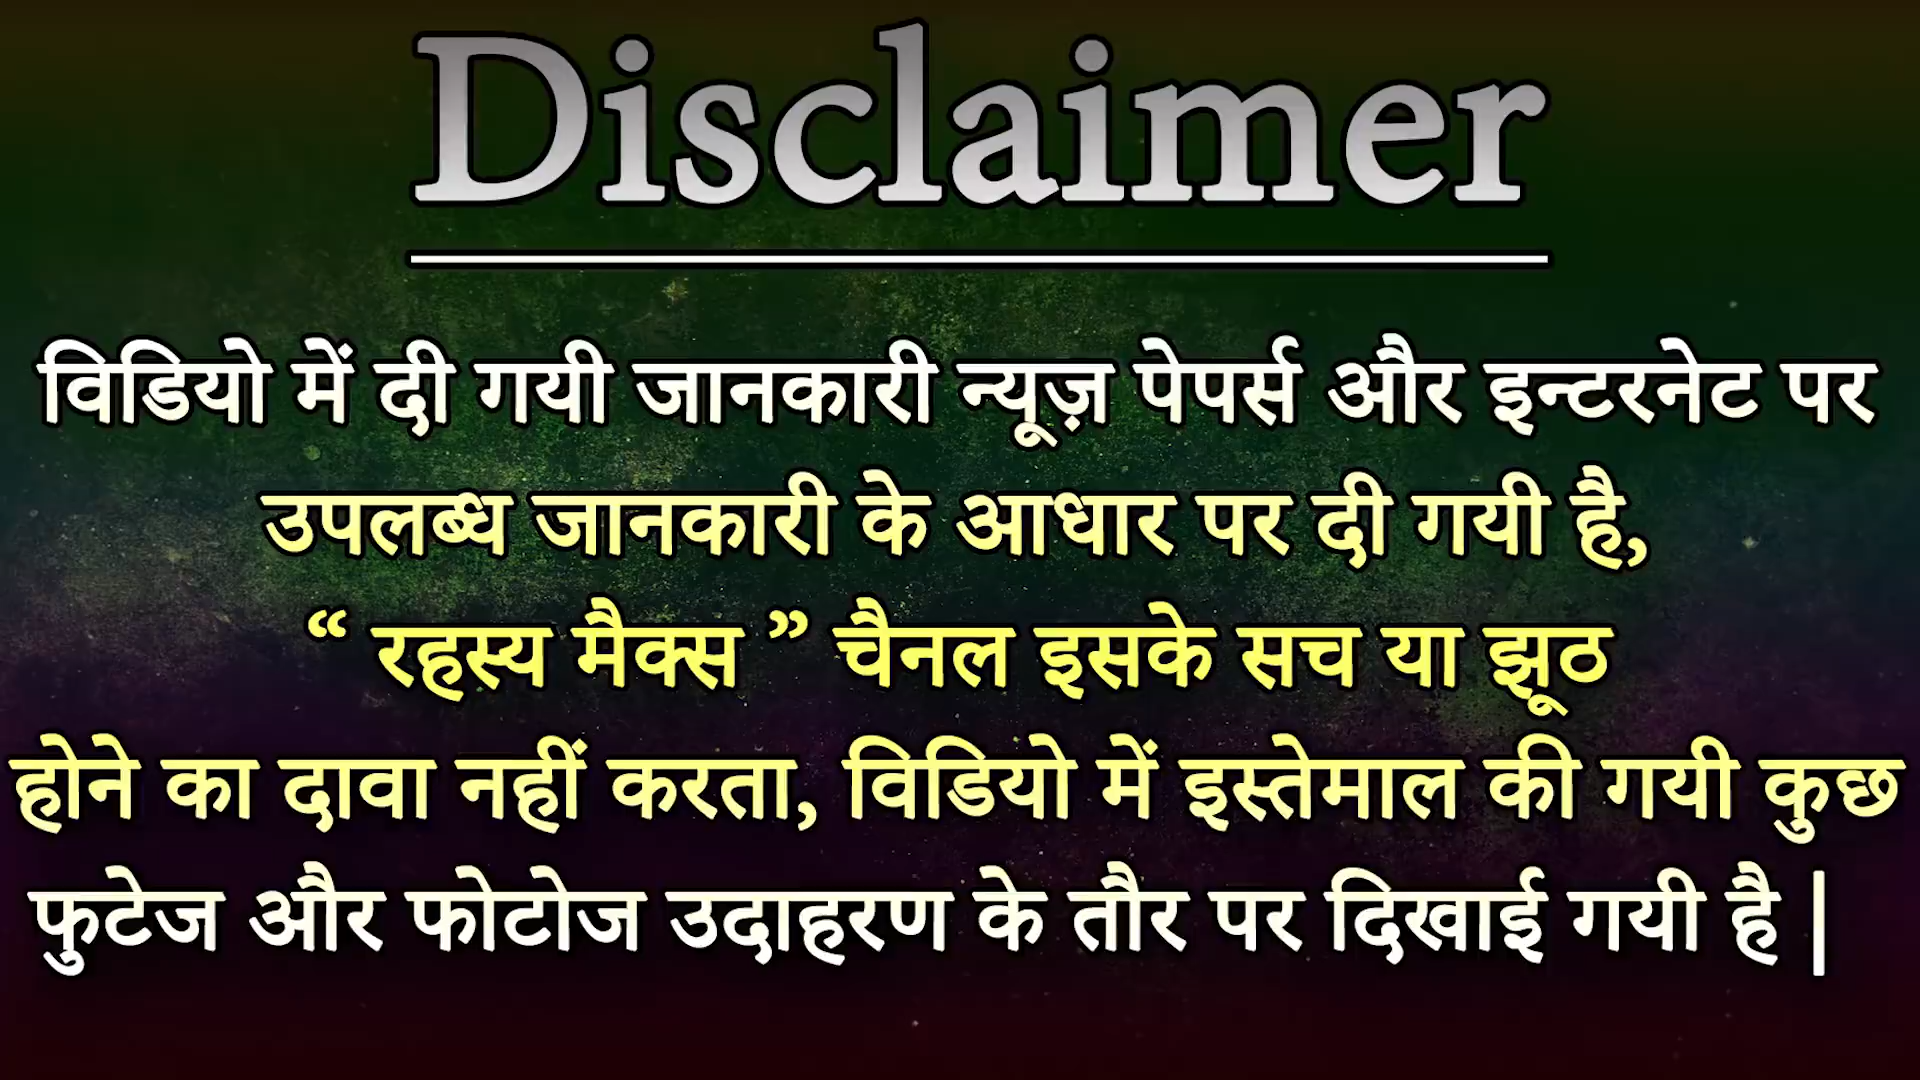 Disclaimer
विडियो में दी गयी जानकारी न्यूज़ पेपर्स और इन्टरनेट पर
उपलब्ध जानकारी के आधार पर दी गयी है,
“ रहस्य मैक्स ” चैनल इसके सच या झूठ
होने का दावा नहीं करता, विडियो में इस्तेमाल की गयी कुछ
फुटेज और फोटोज उदाहरण के तौर पर दिखाई गयी है |